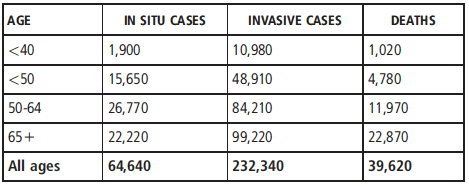 AGE IN SITU CASES INVASIVE CASES DEATHS
<40 1,900 10,980 1,020
<50 15,650 48,910 4,780
50-64 26,770 84,210 11,970
65+ 22,220 99,220 22,870
All ages 64,640 232,340 39,620